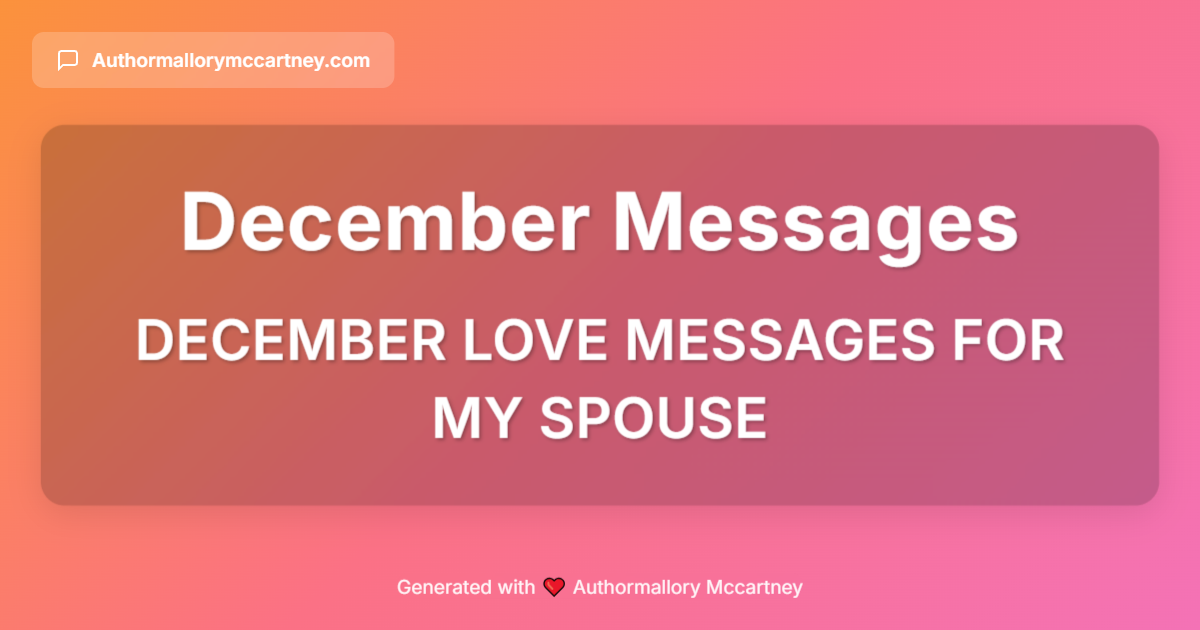 Authormallorymccartney.com
December Messages
DECEMBER LOVE MESSAGES FOR
MY SPOUSE
Generated with ❤️ Authormallory Mccartney